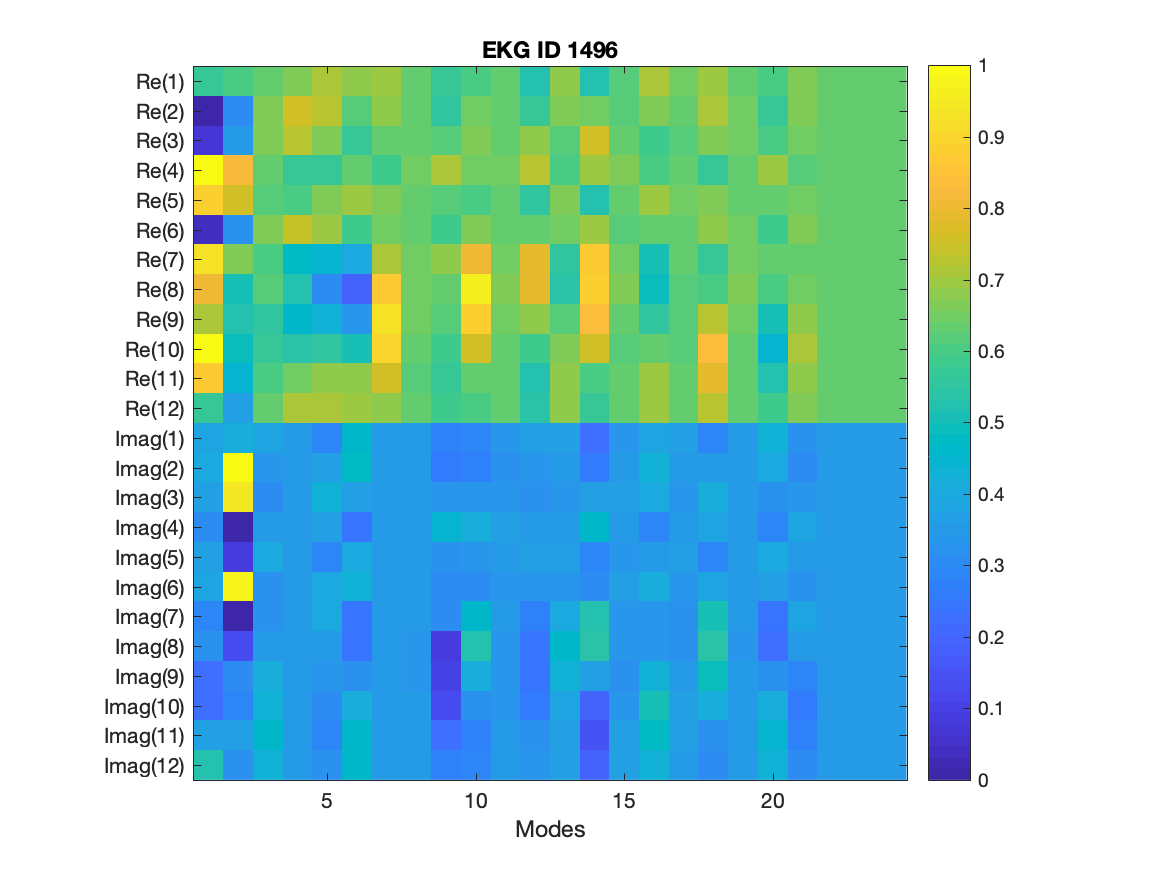 EKG ID 1496
Re(1)
Re(2)
Re(3)
Re(4)
Re(5)
Re(6)
Re(7)
Re(8)
Re(9)
Re(10)
Re(11)
Re(12)
Imag(1)
Imag(2)
Imag(3)
Imag(4)
Imag(5)
Imag(6)
Imag(7)
Imag(8)
Imag(9)
Imag(10)
Imag(11)
Imag(12)
5 10 15 20
Modes
1
0.9
0.8
0.7
0.6
0.5
0.4
0.3
0.2
0.1
0